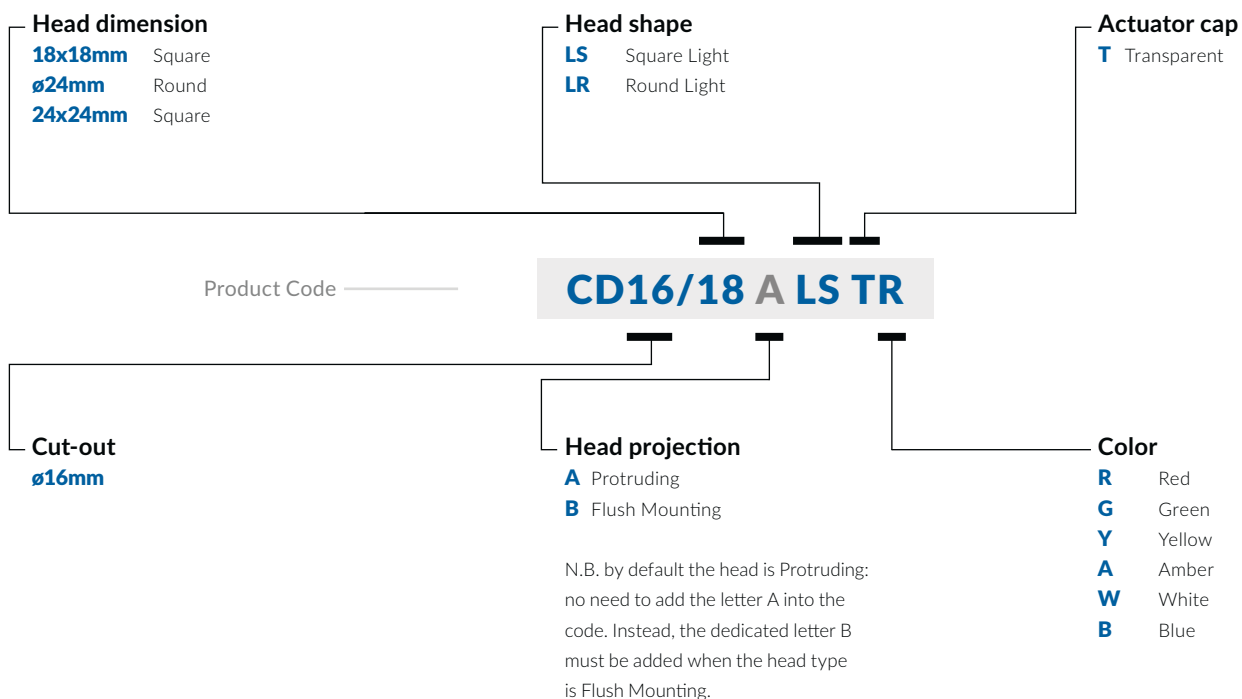 Head dimension
18x18mm Square
ø24mm Round
24x24mm Square
Head shape
LS Square Light
LR Round Light
Actuator cap
T Transparent
Product Code
CD16/18 A LS TR
Cut-out
ø16mm
Head projection
A Protruding
B Flush Mounting
N.B. by default the head is Protruding:
no need to add the letter A into the
code. Instead, the dedicated letter B
must be added when the head type
is Flush Mounting.
Color
R Red
G Green
Y Yellow
A Amber
W White
B Blue